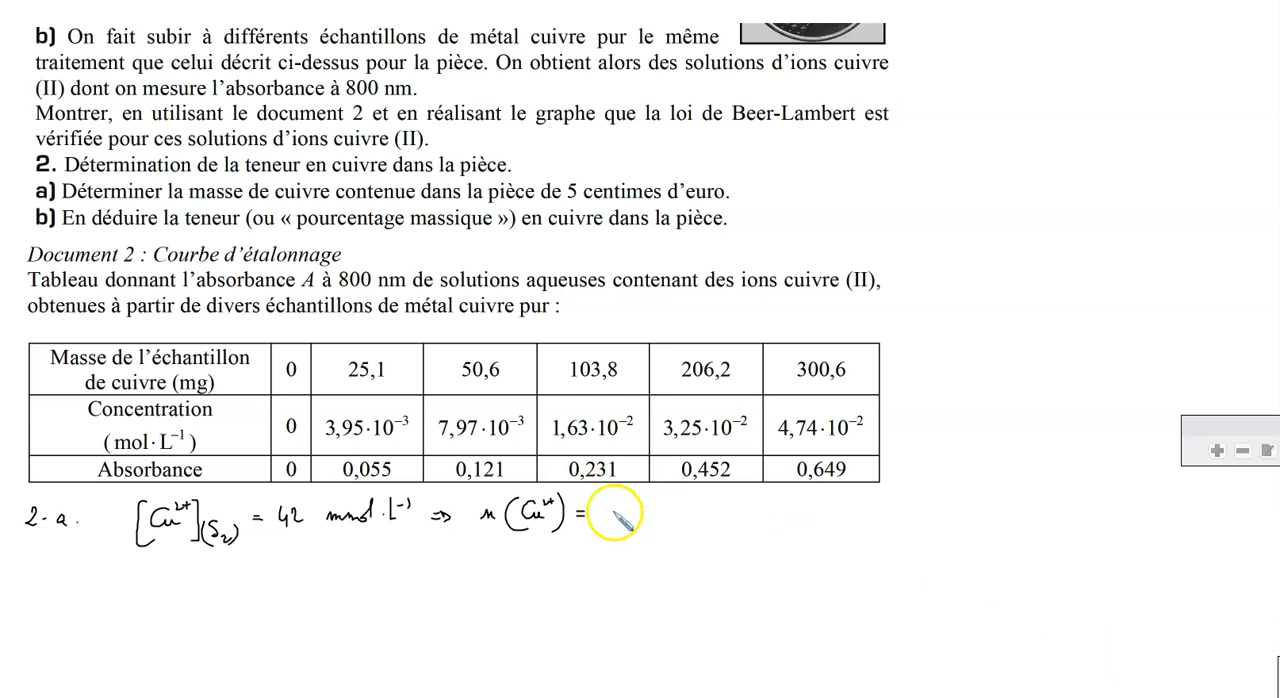 b) On fait subir à différents échantillons de métal cuivre pur le même
traitement que celui décrit ci-dessus pour la pièce. On obtient alors des solutions d’ions cuivre
(II) dont on mesure l’absorbance à 800 nm.
Montrer, en utilisant le document 2 et en réalisant le graphe que la loi de Beer-Lambert est
vérifiée pour ces solutions d’ions cuivre (II).
2. Détermination de la teneur en cuivre dans la pièce.
a) Déterminer la masse de cuivre contenue dans la pièce de 5 centimes d’euro.
b) En déduire la teneur (ou « pourcentage massique ») en cuivre dans la pièce.
Document 2 : Courbe d’étalonnage
Tableau donnant l’absorbance A à 800 nm de solutions aqueuses contenant des ions cuivre (II),
obtenues à partir de divers échantillons de métal cuivre pur :
Masse de l’échantillon de cuivre (mg) 0 25,1 50,6 103,8 206,2 300,6
Concentration (mol·L⁻¹) 0 3,95·10⁻³ 7,97·10⁻³ 1,63·10⁻² 3,25·10⁻² 4,74·10⁻²
Absorbance 0 0,055 0,121 0,231 0,452 0,649
2-a. [Cu²⁺](S₂) = 42 mmol.L⁻¹ ⇒ n(Cu²⁺) =